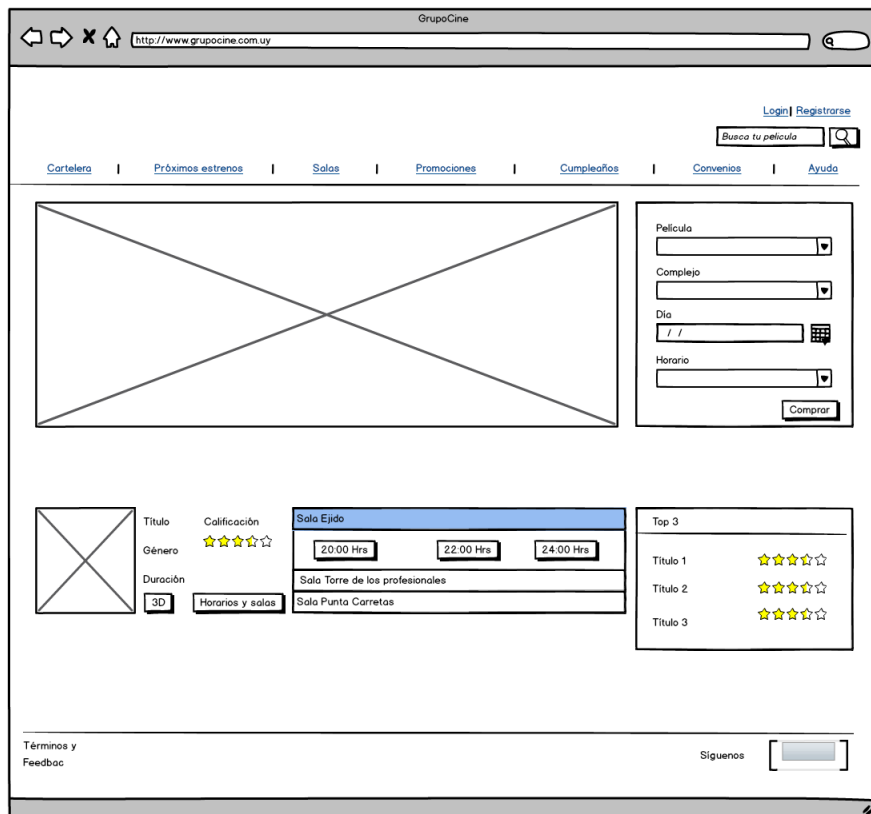 GrupoCine
http://www.grupocine.com.uy
Login | Registrarse
Busca tu película
Cartelera | Próximos estrenos | Salas | Promociones | Cumpleaños | Convenios | Ayuda
Película
Complejo
Día
/ /
Horario
Comprar
Título
Calificación
Género
Duración
3D
Horarios y salas
Sala Ejido
20:00 Hrs
22:00 Hrs
24:00 Hrs
Sala Torre de los profesionales
Sala Punta Carretas
Top 3
Título 1
Título 2
Título 3
Términos y
Feedbac
Síguenos